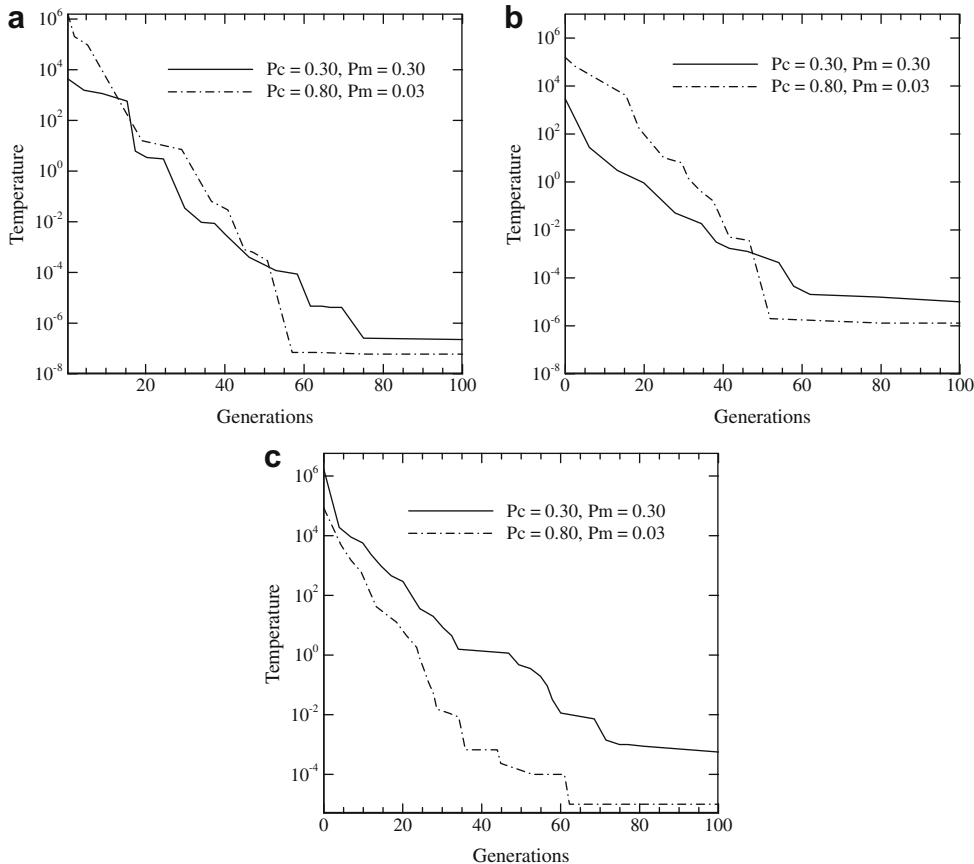 a
10^6
10^4
10^2
10^0
10^-2
10^-4
10^-6
10^-8
Temperature
Pc = 0.30, Pm = 0.30
Pc = 0.80, Pm = 0.03
20 40 60 80 100
Generations
b
10^6
10^4
10^2
10^0
10^-2
10^-4
10^-6
10^-8
Temperature
Pc = 0.30, Pm = 0.30
Pc = 0.80, Pm = 0.03
0 20 40 60 80 100
Generations
c
10^6
10^4
10^2
10^0
10^-2
10^-4
Temperature
Pc = 0.30, Pm = 0.30
Pc = 0.80, Pm = 0.03
0 20 40 60 80 100
Generations